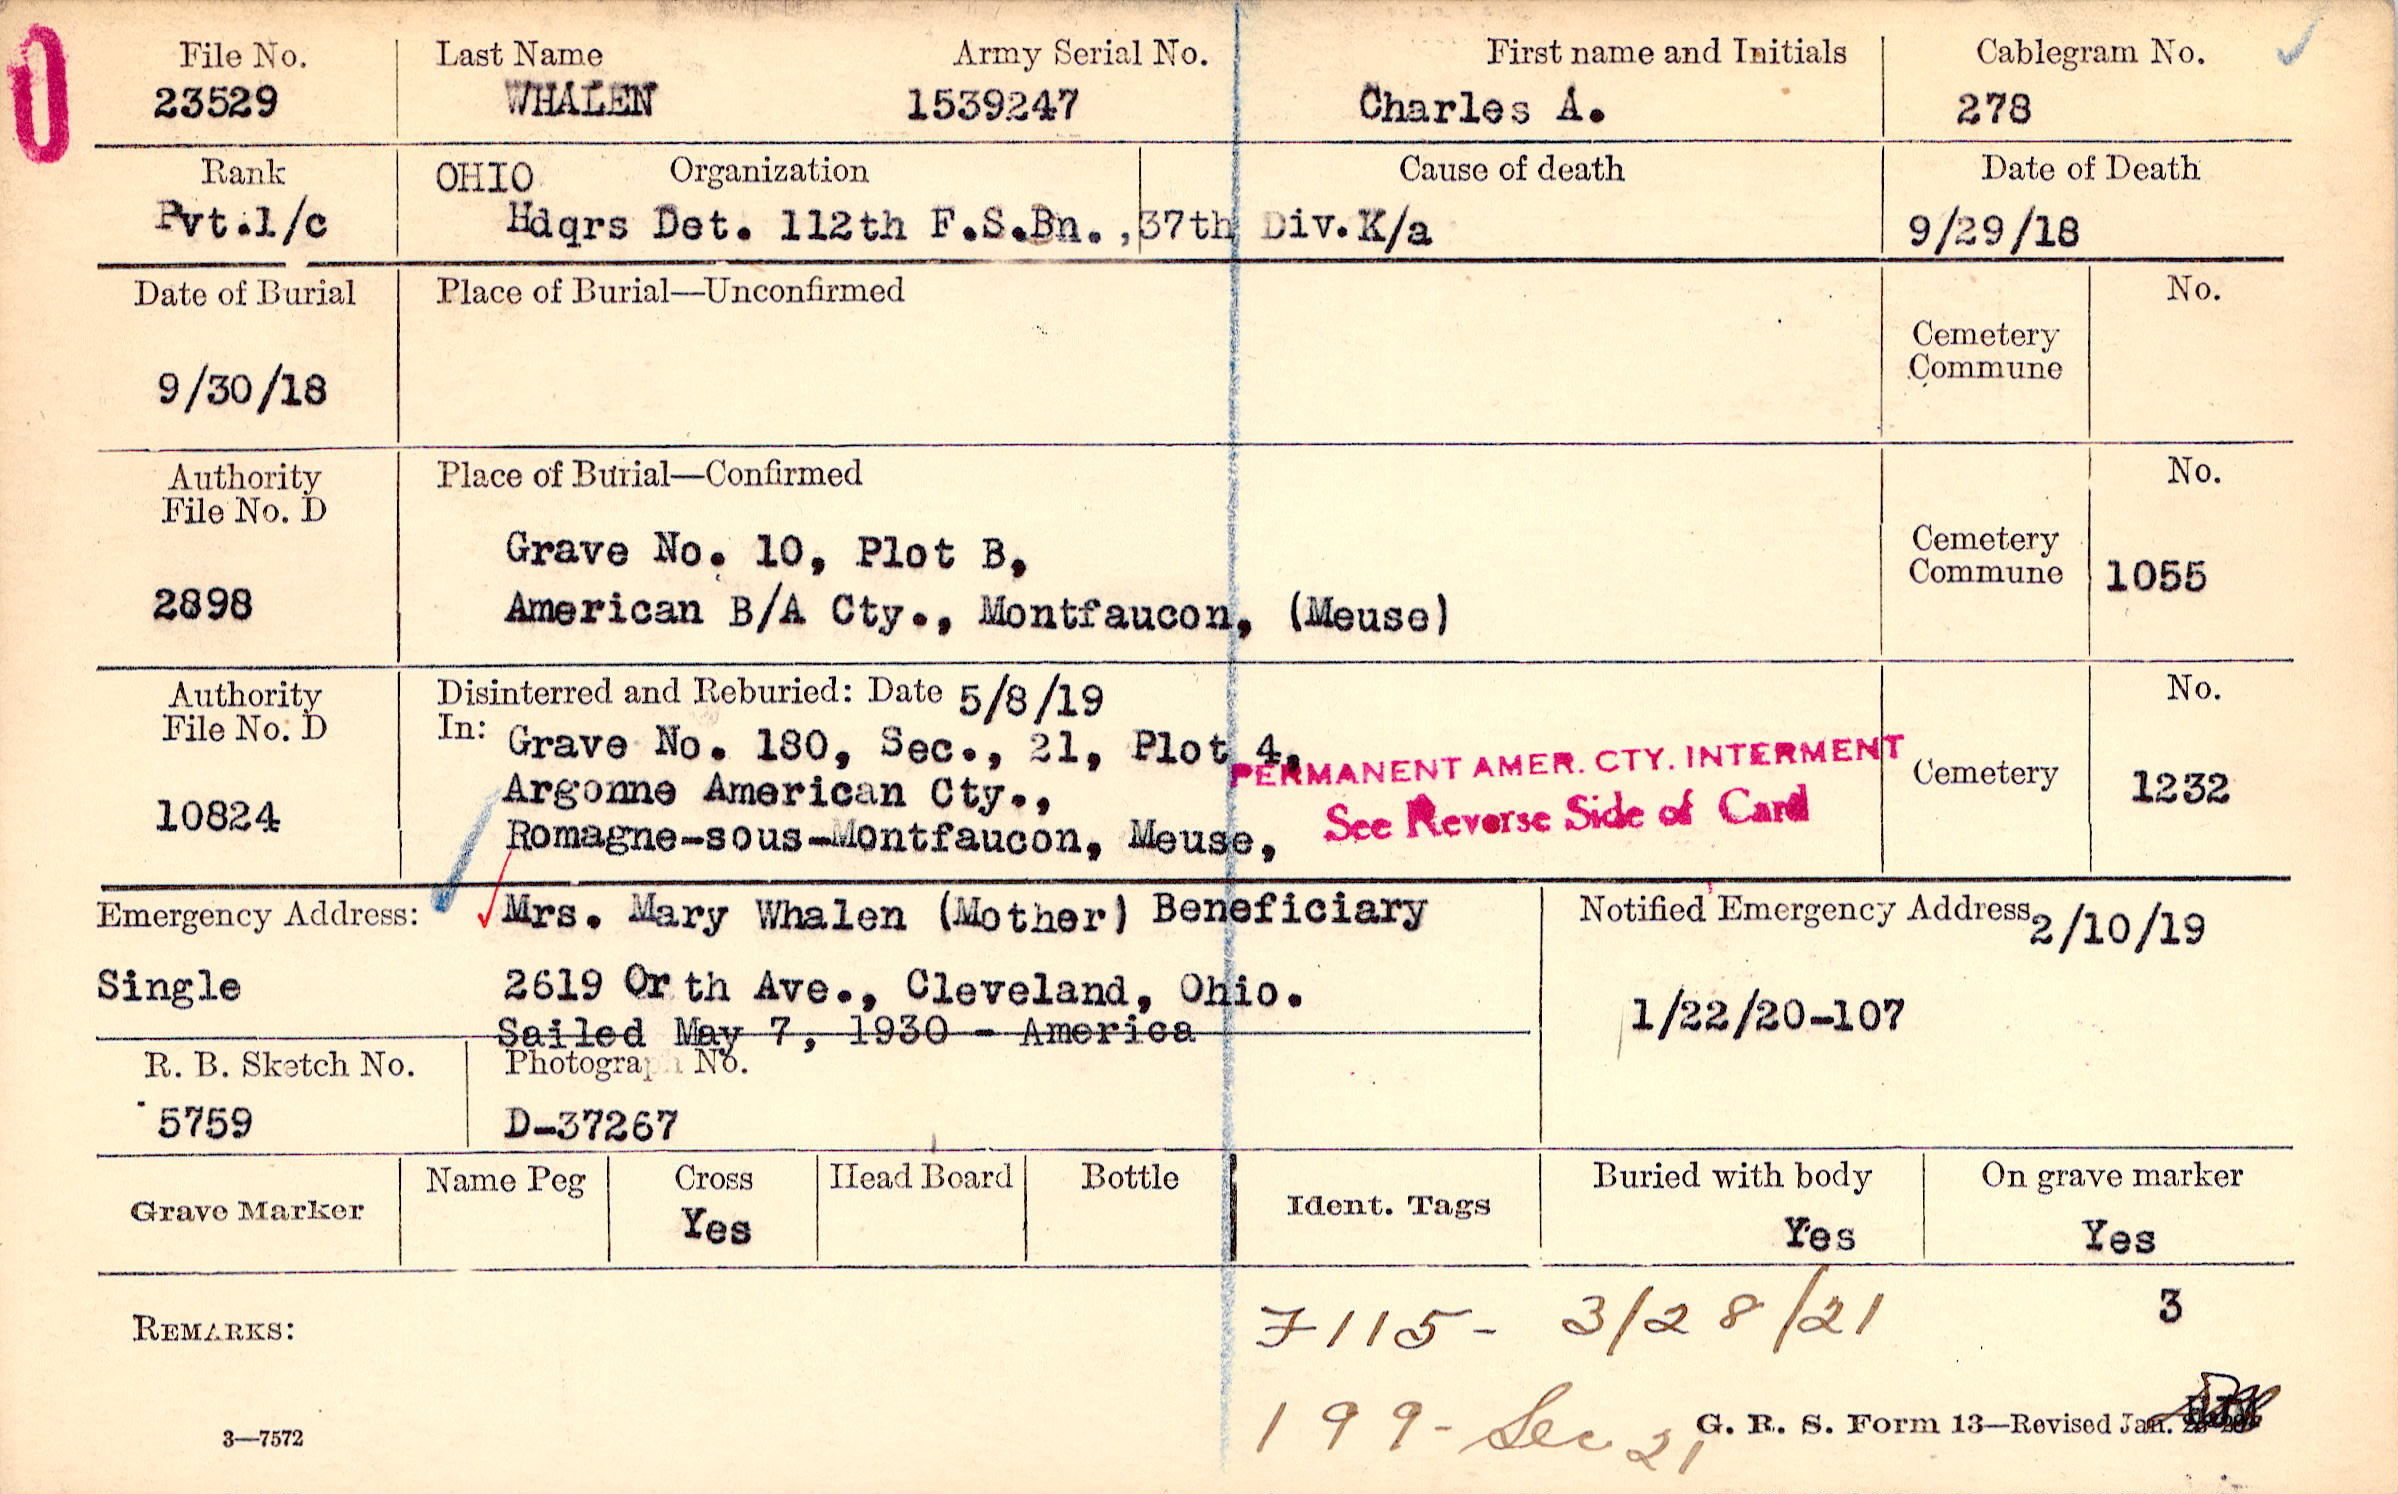 File No. Last Name Army Serial No. First name and Initials Cablegram No.
23529 WHALEN 1539247 Charles A. 278
Rank OHIO Organization Cause of death Date of Death
Pvt.1/c Hdqrs Det. 112th F.S.Bn.,37th Div. K/a 9/29/18
Date of Burial Place of Burial—Unconfirmed No.
Cemetery
Commune
9/30/18
Authority Place of Burial—Confirmed No.
File No. D
Grave No. 10, Plot B, Cemetery
Commune 1055
2898 American B/A Cty., Montfaucon, (Meuse)
Authority Disinterred and Reburied: Date 5/8/19 No.
File No. D In: Grave No. 180, Sec., 21, Plot 4,
PERMANENT AMER. CTY. INTERMENT
Argonne American Cty., Cemetery 1232
10824 See Reverse Side of Card
Romagne-sous-Montfaucon, Meuse,
Emergency Address: Mrs. Mary Whalen (Mother) Beneficiary Notified Emergency Address 2/10/19
Single 2619 Orth Ave., Cleveland, Ohio. 1/22/20-107
Sailed May 7, 1930 - America
R. B. Sketch No. Photograph No.
5759 D-37267
Grave Marker Name Peg Cross Head Board Bottle Ident. Tags Buried with body On grave marker
Yes Yes Yes
3
REMARKS: 7115- 3/28/21
199- Sec 21
3—7572 G. R. S. Form 13—Revised Jan.